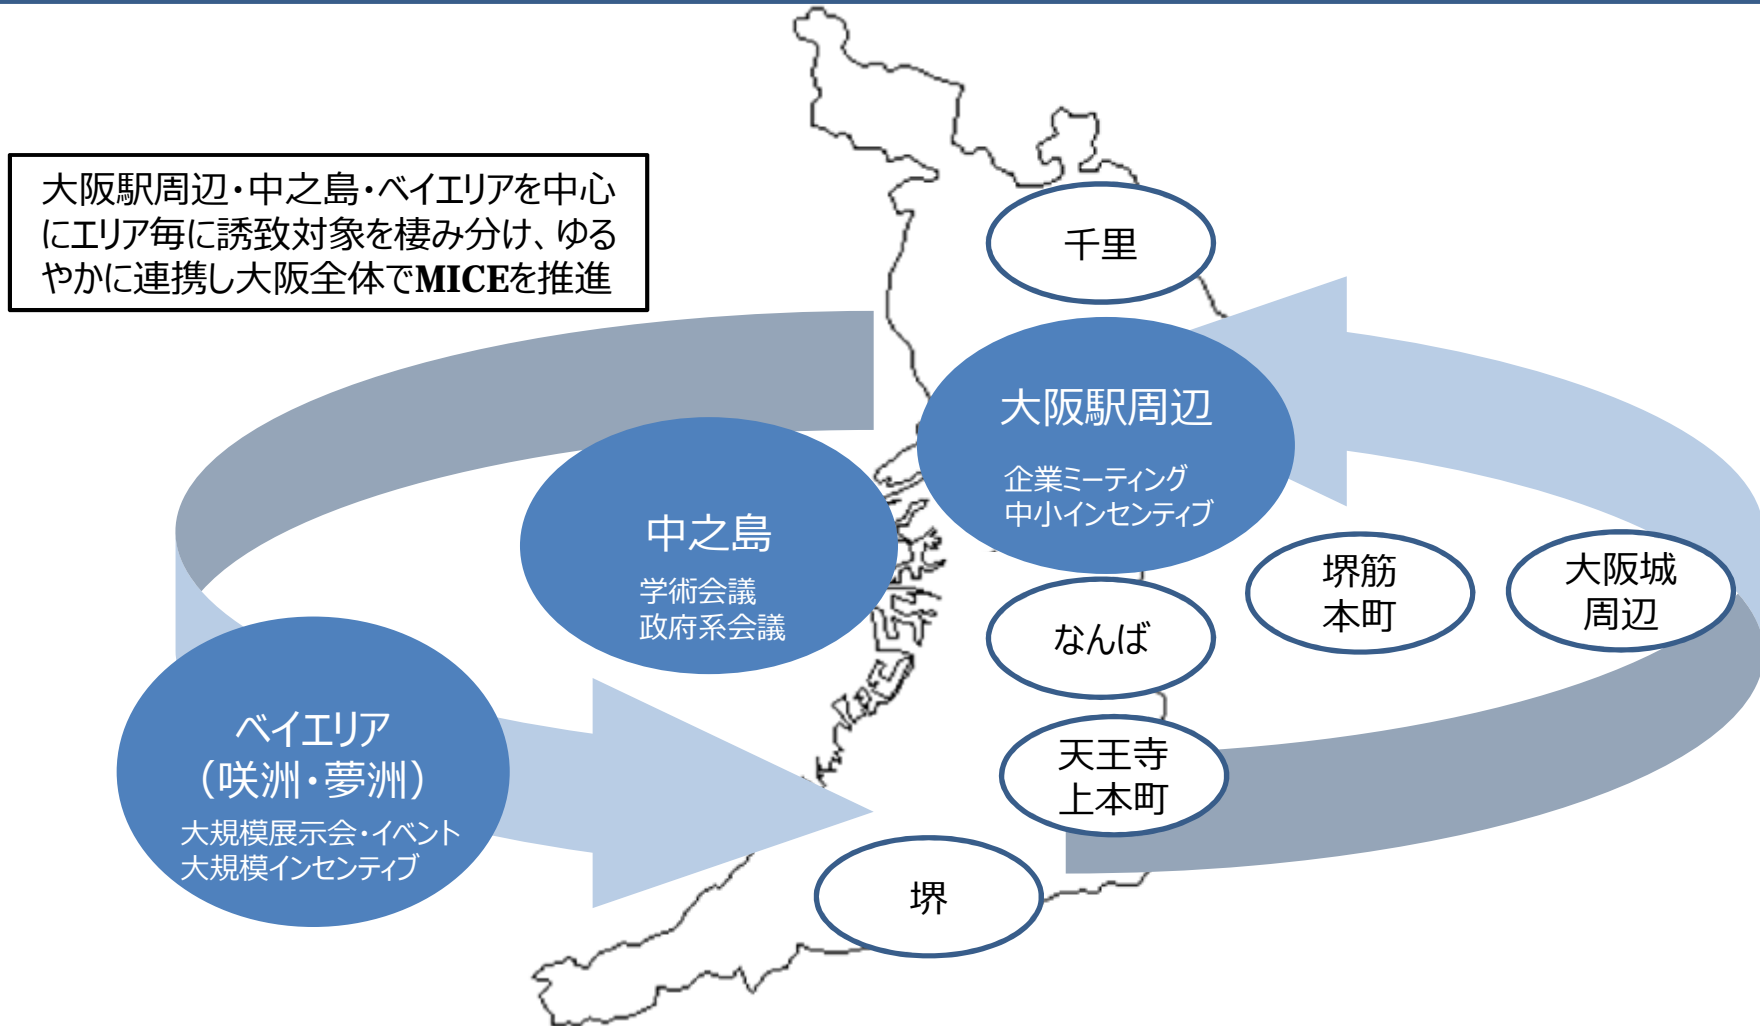 大阪駅周辺・中之島・ベイエリアを中心
にエリア毎に誘致対象を棲み分け、ゆる
やかに連携し大阪全体でMICEを推進
千里
大阪駅周辺
企業ミーティング
中小インセンティブ
中之島
学術会議
政府系会議
堺筋
本町
大阪城
周辺
なんば
ベイエリア
（咲洲・夢洲）
大規模展示会・イベント
大規模インセンティブ
天王寺
上本町
堺